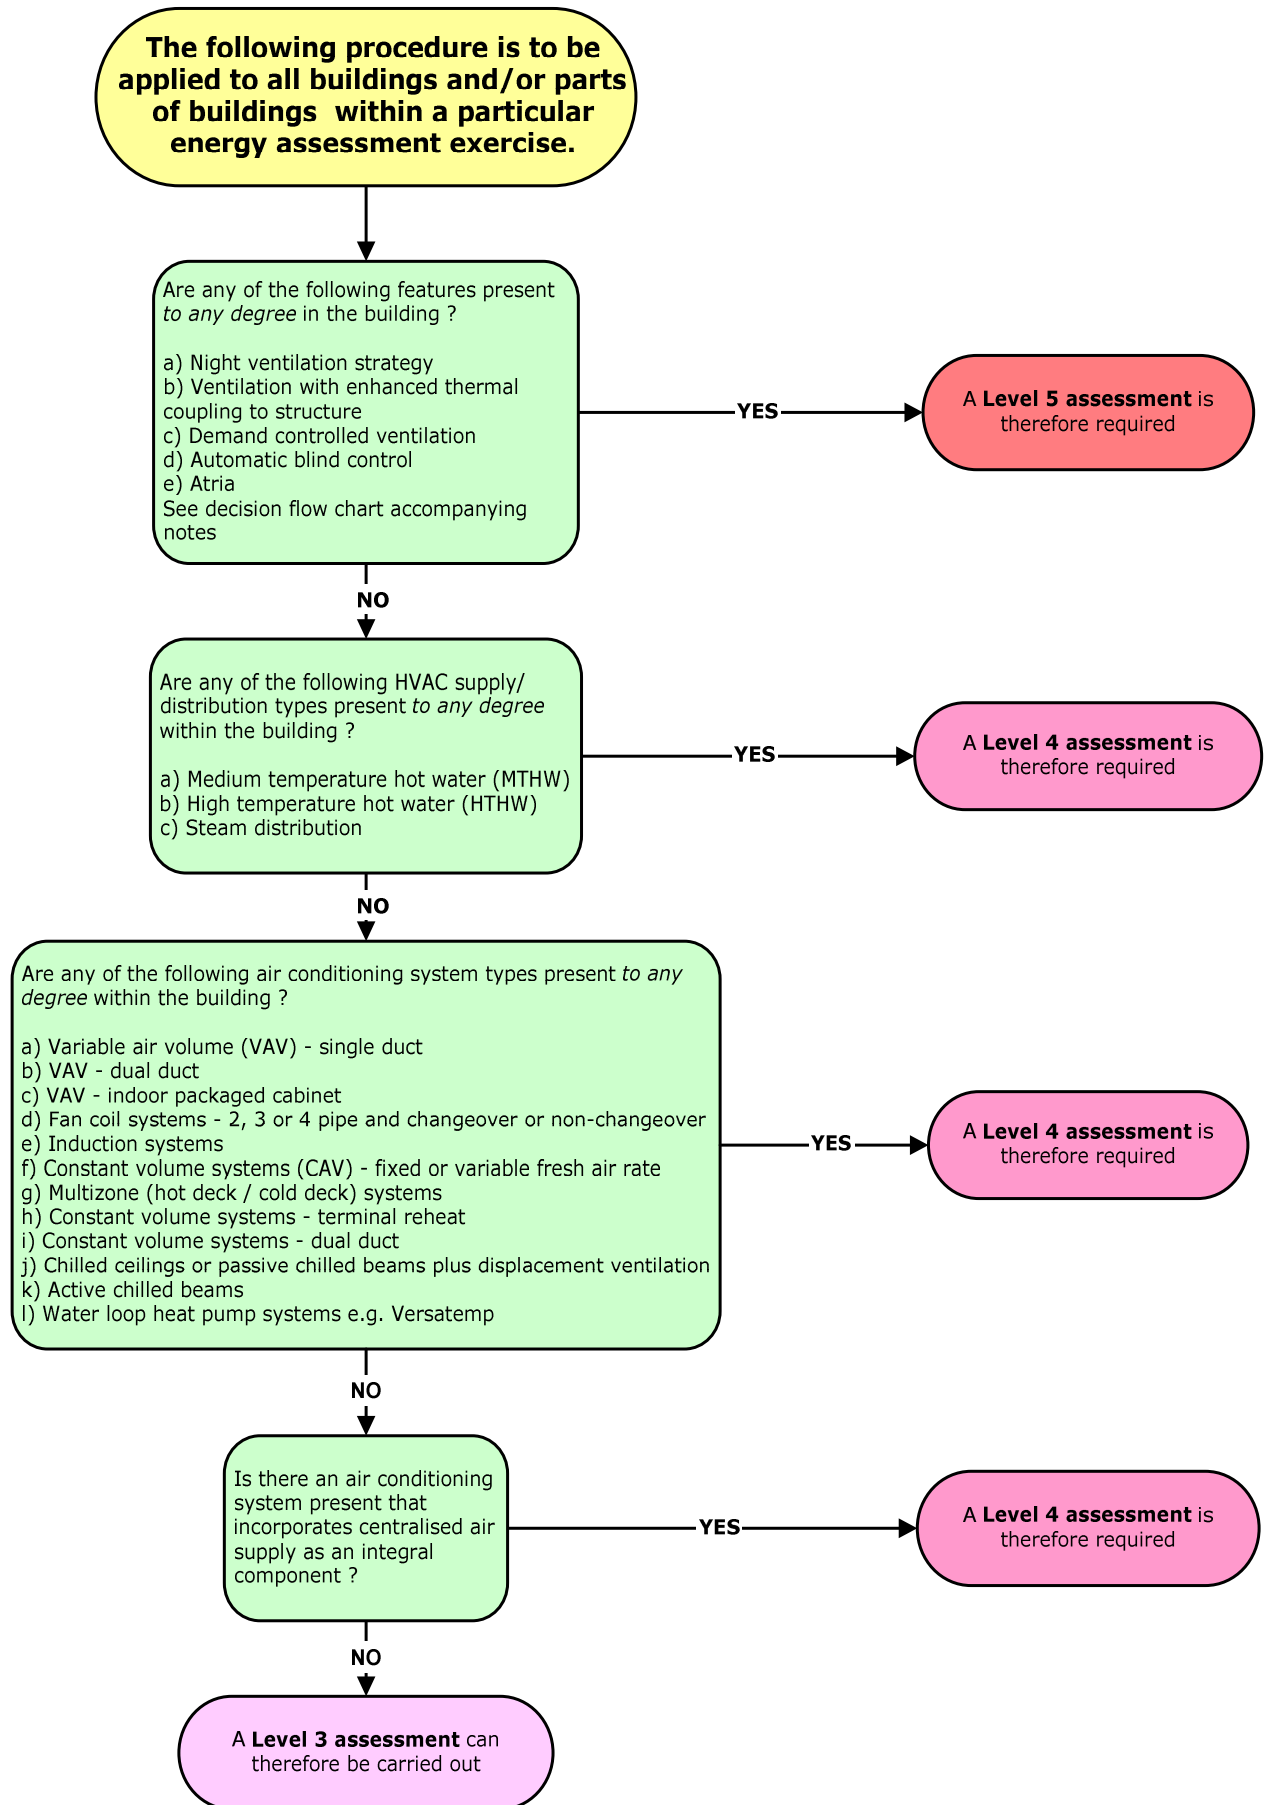 The following procedure is to be
applied to all buildings and/or parts
of buildings  within a particular
energy assessment exercise.
Are any of the following features present
to any degree in the building ?
a) Night ventilation strategy
b) Ventilation with enhanced thermal
coupling to structure
c) Demand controlled ventilation
d) Automatic blind control
e) Atria
See decision flow chart accompanying
notes
YES
A Level 5 assessment is
therefore required
NO
Are any of the following HVAC supply/
distribution types present to any degree
within the building ?
a) Medium temperature hot water (MTHW)
b) High temperature hot water (HTHW)
c) Steam distribution
YES
A Level 4 assessment is
therefore required
NO
Are any of the following air conditioning system types present to any
degree within the building ?
a) Variable air volume (VAV) - single duct
b) VAV - dual duct
c) VAV - indoor packaged cabinet
d) Fan coil systems - 2, 3 or 4 pipe and changeover or non-changeover
e) Induction systems
f) Constant volume systems (CAV) - fixed or variable fresh air rate
g) Multizone (hot deck / cold deck) systems
h) Constant volume systems - terminal reheat
i) Constant volume systems - dual duct
j) Chilled ceilings or passive chilled beams plus displacement ventilation
k) Active chilled beams
l) Water loop heat pump systems e.g. Versatemp
YES
A Level 4 assessment is
therefore required
NO
Is there an air conditioning
system present that
incorporates centralised air
supply as an integral
component ?
YES
A Level 4 assessment is
therefore required
NO
A Level 3 assessment can
therefore be carried out